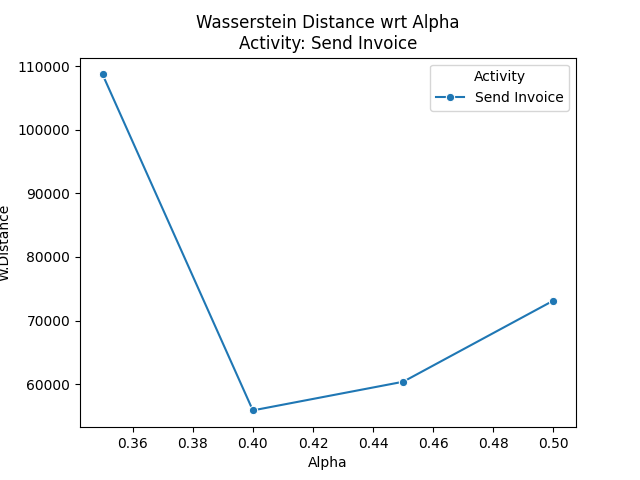 Wasserstein Distance wrt Alpha
Activity: Send Invoice
Activity
Send Invoice
110000
100000
90000
80000
70000
60000
W.Distance
0.36 0.38 0.40 0.42 0.44 0.46 0.48 0.50
Alpha